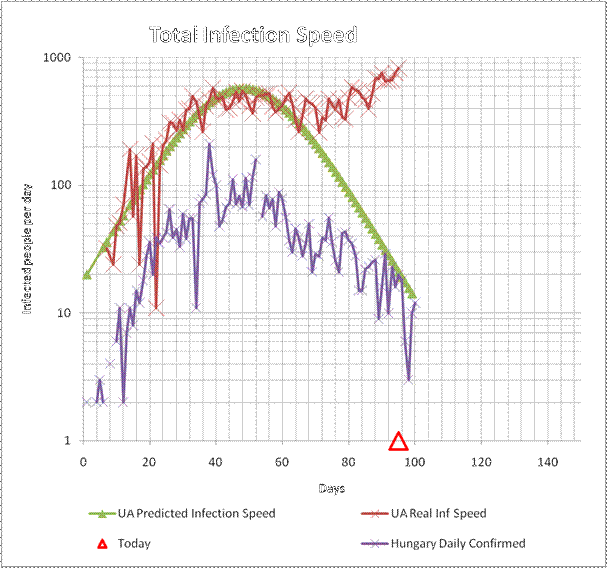 Total Infection Speed
1000
100
10
1
Infected people per day
0 20 40 60 80 100 120 140
Days
UA Predicted Infection Speed UA Real Inf Speed
Today Hungary Daily Confirmed